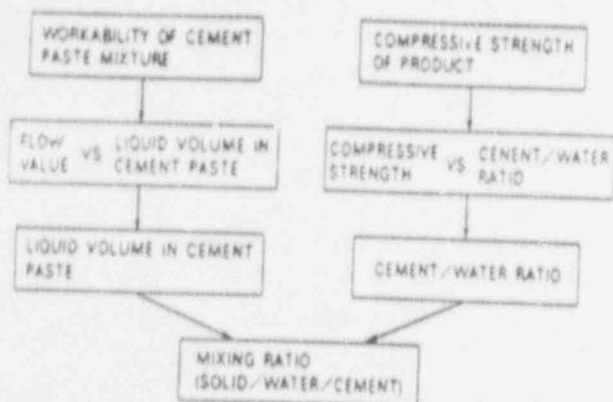 WORKABILITY OF CEMENT
PASTE MIXTURE
FLOW VALUE VS LIQUID VOLUME IN CEMENT PASTE
LIQUID VOLUME IN CEMENT
PASTE
COMPRESSIVE STRENGTH
OF PRODUCT
COMPRESSIVE STRENGTH VS CENENT/WATER RATIO
CEMENT/WATER RATIO
MIXING RATIO
(SOLID/WATER/CEMENT)